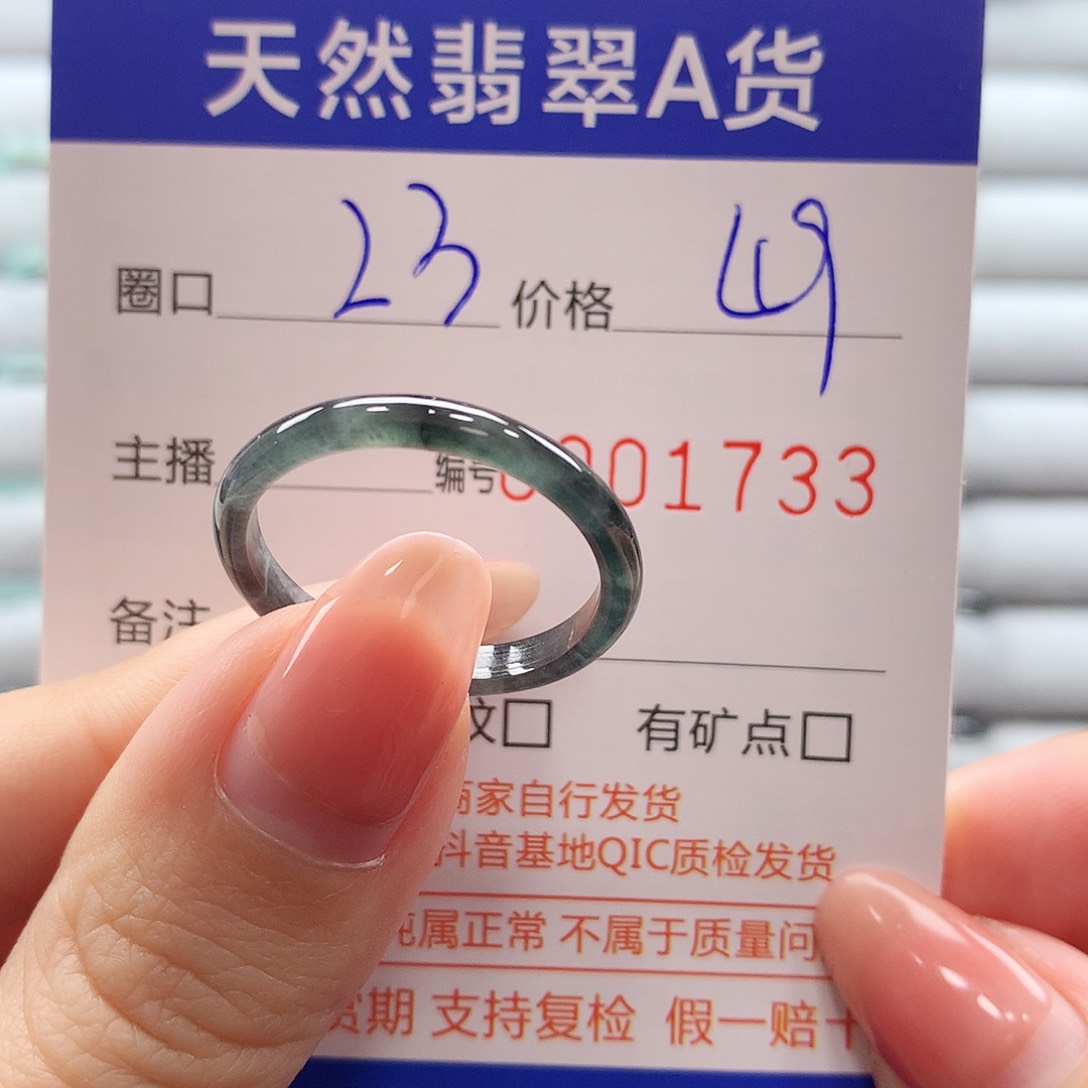 天然翡翠A货
圈口 23 价格
主播 编号 001733
备注
纹□ 有矿点□
商家自行发货
抖音基地QIC质检发货
纯属正常 不属于质量问
货期 支持复检 假一赔十